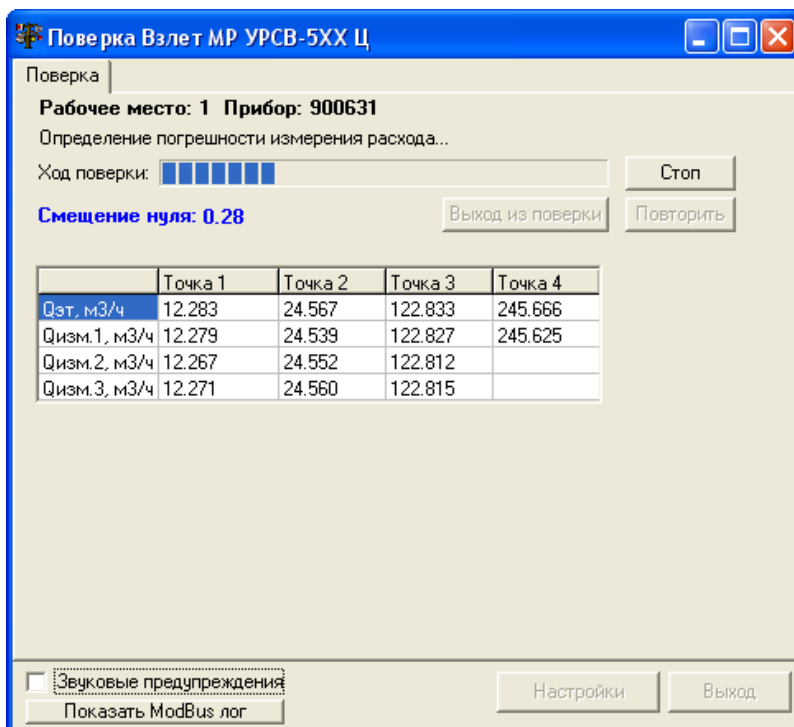 Поверка Взлет МР УРСВ-5ХХ Ц
Поверка
Рабочее место: 1 Прибор: 900631
Определение погрешности измерения расхода...
Ход поверки: Стоп
Смещение нуля: 0.28 Выход из поверки Повторить
Точка 1 Точка 2 Точка 3 Точка 4
Qэт, м3/ч 12.283 24.567 122.833 245.666
Qизм.1, м3/ч 12.279 24.539 122.827 245.625
Qизм.2, м3/ч 12.267 24.552 122.812
Qизм.3, м3/ч 12.271 24.560 122.815
Звуковые предупреждения
Настройки Выход
Показать ModBus лог